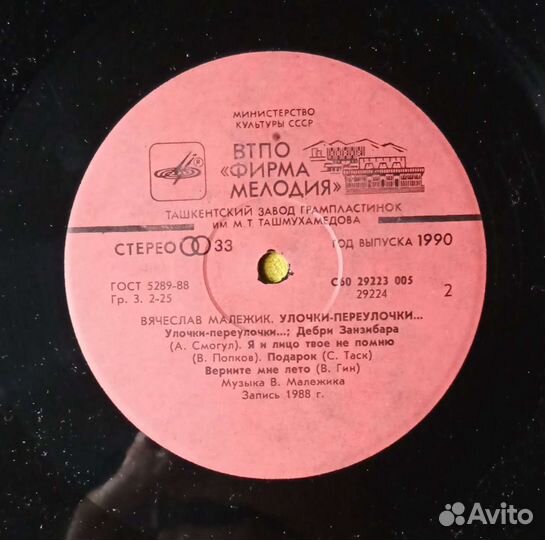 МИНИСТЕРСТВО
КУЛЬТУРЫ СССР
ВТПО
«ФИРМА
МЕЛОДИЯ»
ТАШКЕНТСКИЙ ЗАВОД ГРАМПЛАСТИНОК
ИМ М.Т. ТАШМУХАМЕДОВА
СТЕРЕО 33
ГОД ВЫПУСКА 1990
ГОСТ 5289-88
Гр. 3. 2-25
С60 29223 005
29224
2
ВЯЧЕСЛАВ МАЛЕЖИК. УЛОЧКИ-ПЕРЕУЛОЧКИ...
Улочки-переулочки...; Дебри Занзибара
(А. Смогул). Я и лицо твое не помню
(В. Попков). Подарок (С. Таск)
Верните мне лето (В. Гин)
Музыка В. Малежика
Запись 1988 г.
Avito